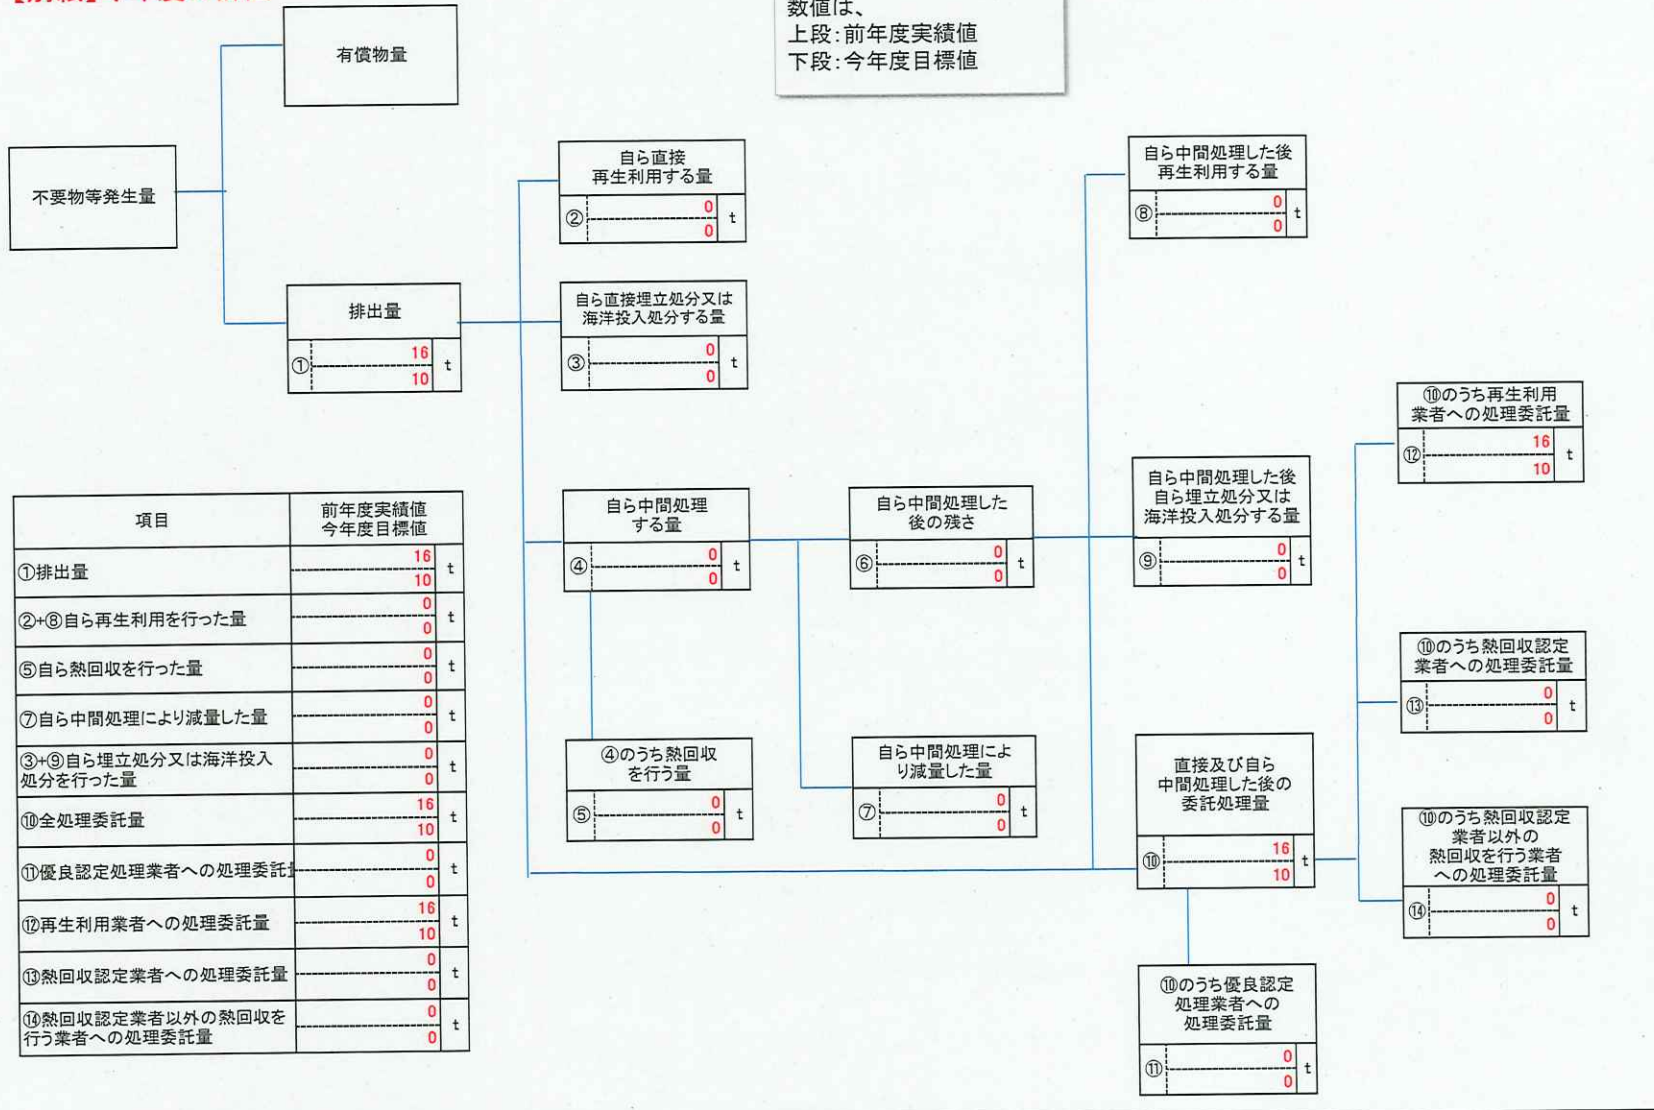 数値は、
上段:前年度実績値
下段:今年度目標値
有償物量
不要物等発生量
排出量
① 16 t
10
自ら直接
再生利用する量
② 0 t
0
自ら直接埋立処分又は
海洋投入処分する量
③ 0 t
0
自ら中間処理
する量
④ 0 t
0
④のうち熱回収
を行う量
⑤ 0 t
0
自ら中間処理した
後の残さ
⑥ 0 t
0
自ら中間処理によ
り減量した量
⑦ 0 t
0
自ら中間処理した後
再生利用する量
⑧ 0 t
0
自ら中間処理した後
自ら埋立処分又は
海洋投入処分する量
⑨ 0 t
0
直接及び自ら
中間処理した後の
委託処理量
⑩ 16 t
10
⑩のうち優良認定
処理業者への
処理委託量
⑪ 0 t
0
⑩のうち再生利用
業者への処理委託量
⑫ 16 t
10
⑩のうち熱回収認定
業者への処理委託量
⑬ 0 t
0
⑩のうち熱回収認定
業者以外の
熱回収を行う業者
への処理委託量
⑭ 0 t
0
項目
前年度実績値
今年度目標値
①排出量 16 t
10
②+⑧自ら再生利用を行った量 0 t
0
⑤自ら熱回収を行った量 0 t
0
⑦自ら中間処理により減量した量 0 t
0
③+⑨自ら埋立処分又は海洋投入
処分を行った量 0 t
0
⑩全処理委託量 16 t
10
⑪優良認定処理業者への処理委託 0 t
0
⑫再生利用業者への処理委託量 16 t
10
⑬熱回収認定業者への処理委託量 0 t
0
⑭熱回収認定業者以外の熱回収を
行う業者への処理委託量 0 t
0